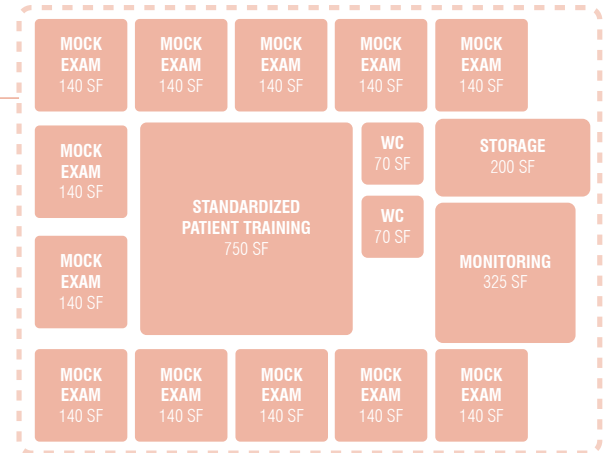 MOCK
EXAM
140 SF
MOCK
EXAM
140 SF
MOCK
EXAM
140 SF
MOCK
EXAM
140 SF
MOCK
EXAM
140 SF
MOCK
EXAM
140 SF
STANDARDIZED
PATIENT TRAINING
750 SF
WC
70 SF
STORAGE
200 SF
WC
70 SF
MOCK
EXAM
140 SF
MONITORING
325 SF
MOCK
EXAM
140 SF
MOCK
EXAM
140 SF
MOCK
EXAM
140 SF
MOCK
EXAM
140 SF
MOCK
EXAM
140 SF